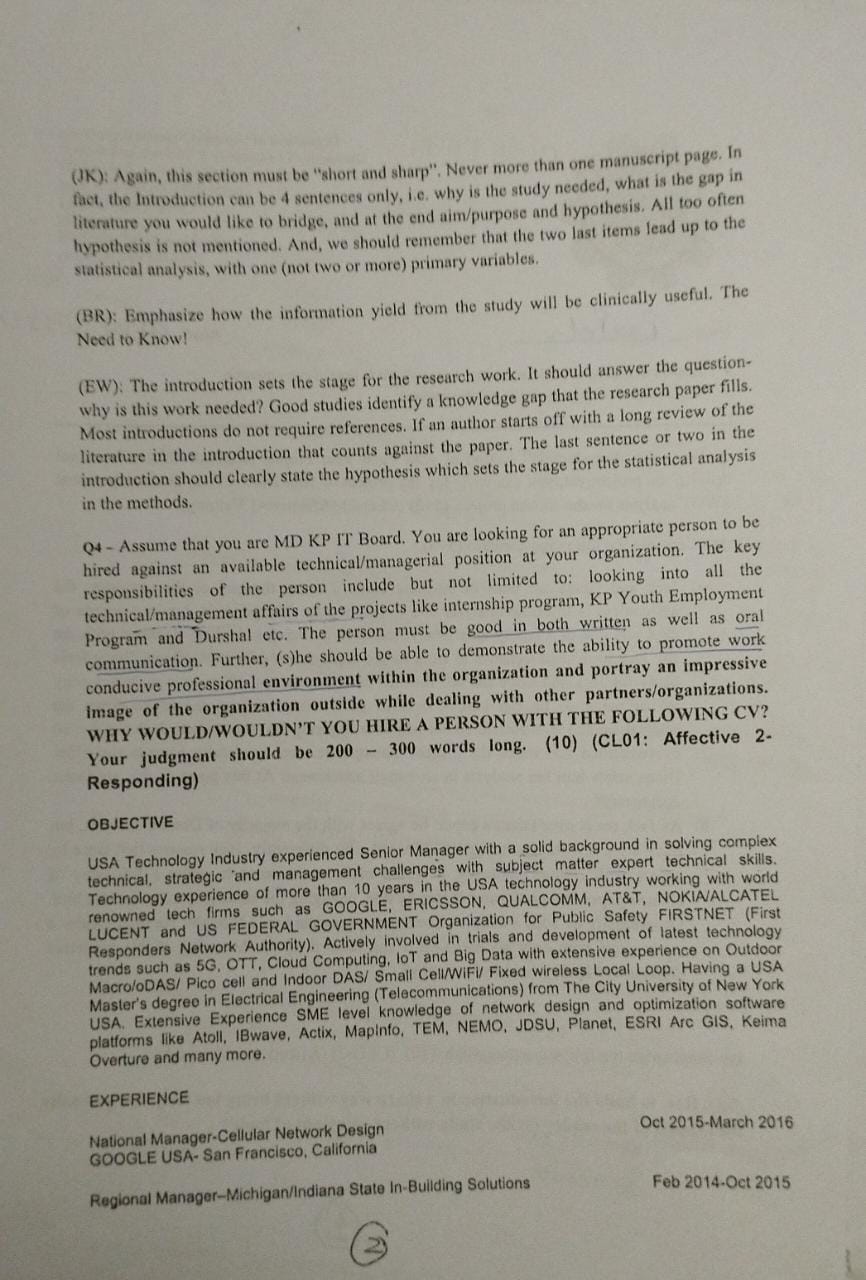 (JK): Again, this section must be "short and sharp". Never more than one manuscript page. In
fact, the Introduction can be 4 sentences only, i.e. why is the study needed, what is the gap in
literature you would like to bridge, and at the end aim/purpose and hypothesis. All too often
hypothesis is not mentioned. And, we should remember that the two last items lead up to the
statistical analysis, with one (not two or more) primary variables.
(BR): Emphasize how the information yield from the study will be clinically useful. The
Need to Know!
(EW): The introduction sets the stage for the research work. It should answer the question-
why is this work needed? Good studies identify a knowledge gap that the research paper fills.
Most introductions do not require references. If an author starts off with a long review of the
literature in the introduction that counts against the paper. The last sentence or two in the
introduction should clearly state the hypothesis which sets the stage for the statistical analysis
in the methods.
Q4 - Assume that you are MD KP IT Board. You are looking for an appropriate person to be
hired against an available technical/managerial position at your organization. The key
responsibilities of the person include but not limited to: looking into all the
technical/management affairs of the projects like internship program, KP Youth Employment
Program and Durshal etc. The person must be good in both written as well as oral
communication. Further, (s)he should be able to demonstrate the ability to promote work
conducive professional environment within the organization and portray an impressive
image of the organization outside while dealing with other partners/organizations.
WHY WOULD/WOULDN'T YOU HIRE A PERSON WITH THE FOLLOWING CV?
Your judgment should be 200 – 300 words long. (10) (CL01: Affective 2-
Responding)
OBJECTIVE
USA Technology Industry experienced Senior Manager with a solid background in solving complex
technical, strategic and management challenges with subject matter expert technical skills.
Technology experience of more than 10 years in the USA technology industry working with world
renowned tech firms such as GOOGLE, ERICSSON, QUALCOMM, AT&T, NOKIA/ALCATEL
LUCENT and US FEDERAL GOVERNMENT Organization for Public Safety FIRSTNET (First
Responders Network Authority). Actively involved in trials and development of latest technology
trends such as 5G, OTT, Cloud Computing, IoT and Big Data with extensive experience on Outdoor
Macro/oDAS/ Pico cell and Indoor DAS/ Small Cell/WiFi/ Fixed wireless Local Loop. Having a USA
Master's degree in Electrical Engineering (Telecommunications) from The City University of New York
USA. Extensive Experience SME level knowledge of network design and optimization software
platforms like Atoll, IBwave, Actix, MapInfo, TEM, NEMO, JDSU, Planet, ESRI Arc GIS, Keima
Overture and many more.
EXPERIENCE
National Manager-Cellular Network Design Oct 2015-March 2016
GOOGLE USA- San Francisco, California
Regional Manager–Michigan/Indiana State In-Building Solutions Feb 2014-Oct 2015
2